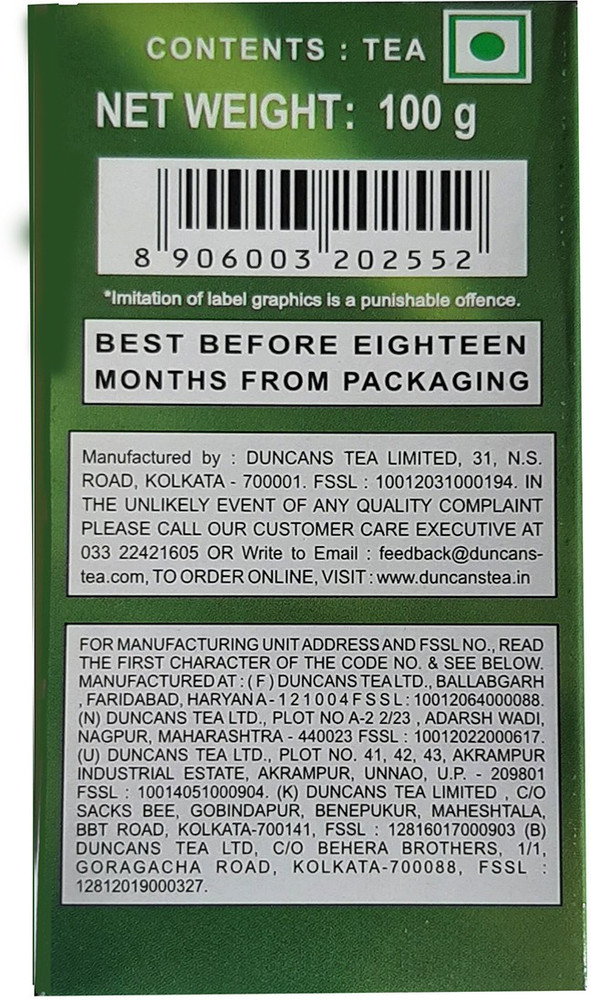 CONTENTS : TEA
NET WEIGHT: 100 g
8 906003 202552
*Imitation of label graphics is a punishable offence.
BEST BEFORE EIGHTEEN
MONTHS FROM PACKAGING
Manufactured by : DUNCANS TEA LIMITED, 31, N.S.
ROAD, KOLKATA - 700001. FSSL : 10012031000194. IN
THE UNLIKELY EVENT OF ANY QUALITY COMPLAINT
PLEASE CALL OUR CUSTOMER CARE EXECUTIVE AT
033 22421605 OR Write to Email : feedback@duncans-
tea.com, TO ORDER ONLINE, VISIT : www.duncanstea.in
FOR MANUFACTURING UNIT ADDRESS AND FSSL NO., READ
THE FIRST CHARACTER OF THE CODE NO. & SEE BELOW.
MANUFACTURED AT : ( F ) DUNCANS TEA LTD., BALLABGARH
, FARIDABAD, HARYANA - 1 2 1 0 0 4 F S S L : 10012064000088.
(N) DUNCANS TEA LTD., PLOT NO A-2 2/23 , ADARSH WADI,
NAGPUR, MAHARASHTRA - 440023 FSSL : 10012022000617.
(U) DUNCANS TEA LTD., PLOT NO. 41, 42, 43, AKRAMPUR
INDUSTRIAL ESTATE, AKRAMPUR, UNNAO, U.P. - 209801
FSSL : 10014051000904. (K) DUNCANS TEA LIMITED , C/O
SACKS BEE, GOBINDAPUR, BENEPUKUR, MAHESHTALA,
BBT ROAD, KOLKATA-700141, FSSL : 12816017000903 (B)
DUNCANS TEA LTD, C/O BEHERA BROTHERS, 1/1,
GORAGACHA ROAD, KOLKATA-700088, FSSL :
12812019000327.